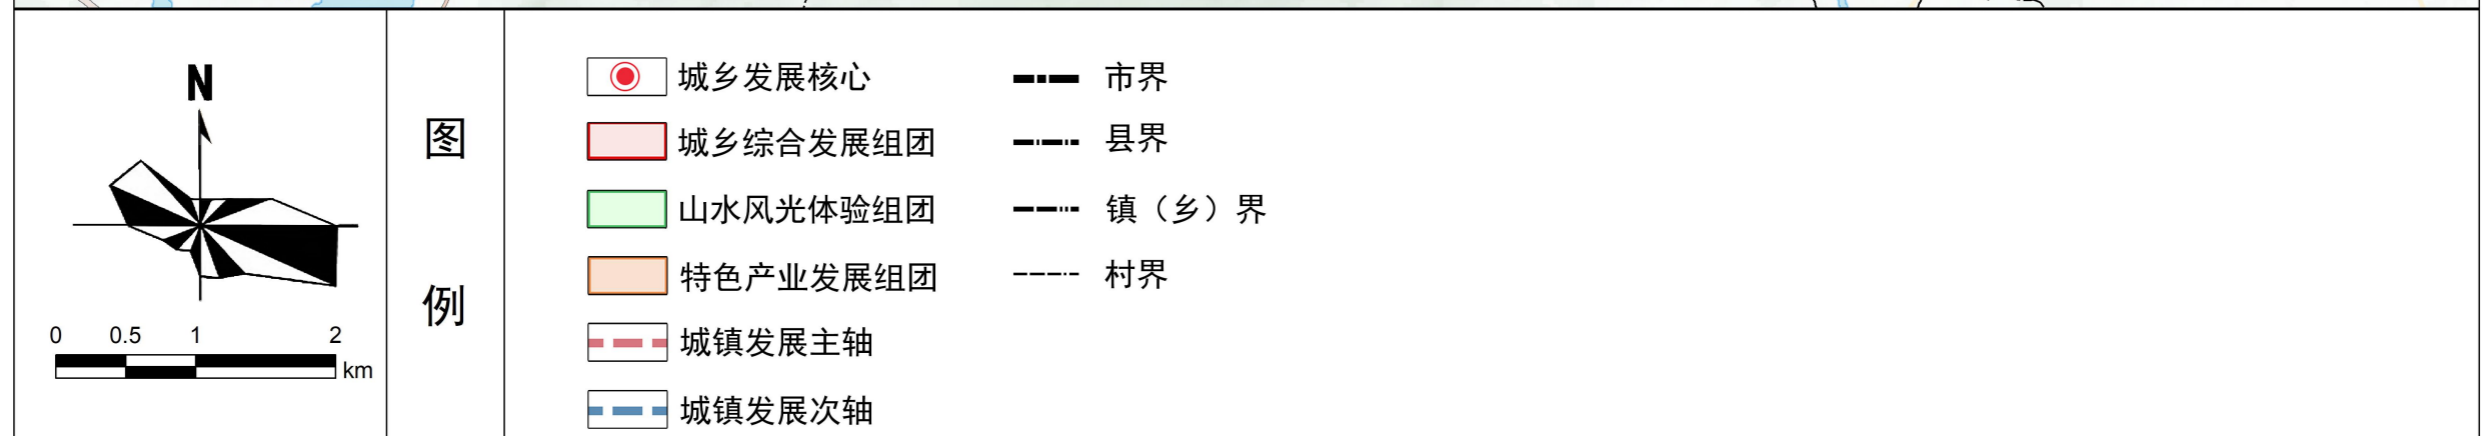 N
0 0.5 1 2
km
图
例
城乡发展核心
城乡综合发展组团
山水风光体验组团
特色产业发展组团
城镇发展主轴
城镇发展次轴
市界
县界
镇（乡）界
村界